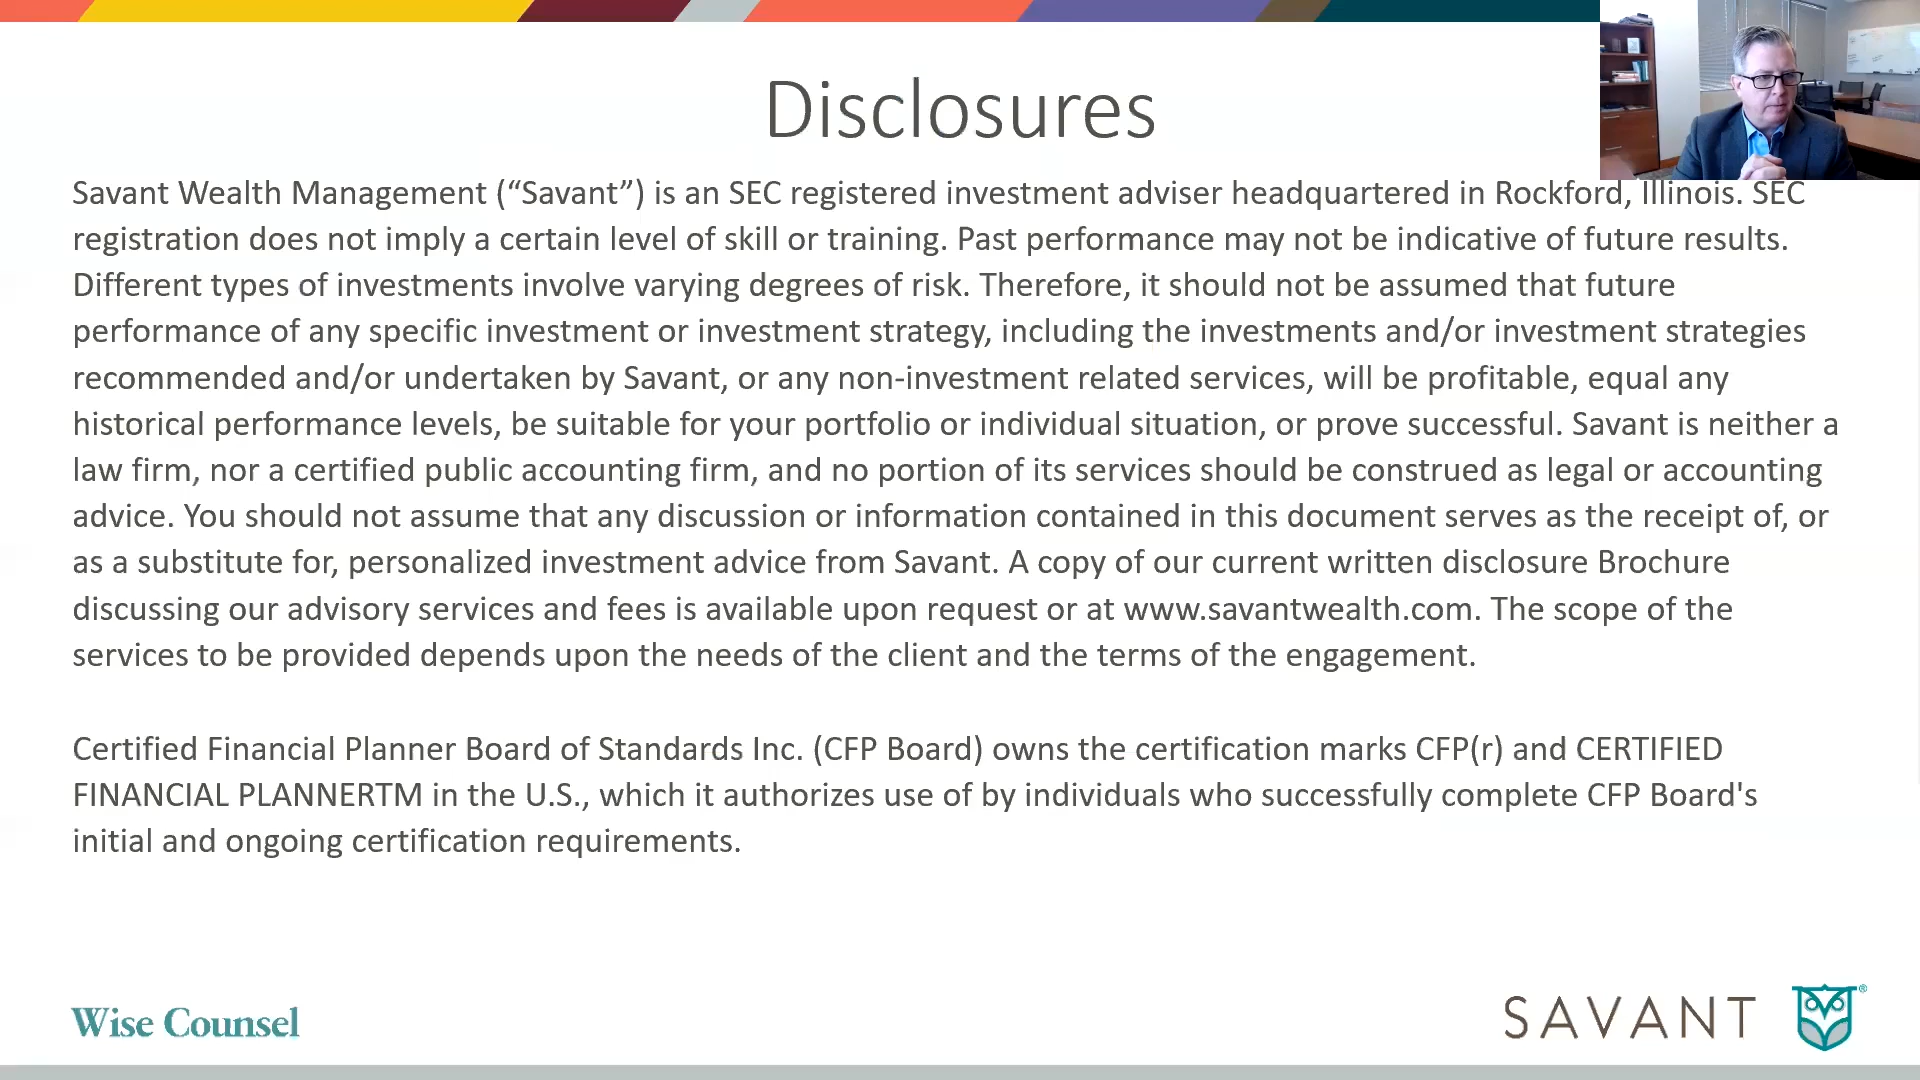 Disclosures
Savant Wealth Management (“Savant”) is an SEC registered investment adviser headquartered in Rockford, Illinois. SEC
registration does not imply a certain level of skill or training. Past performance may not be indicative of future results.
Different types of investments involve varying degrees of risk. Therefore, it should not be assumed that future
performance of any specific investment or investment strategy, including the investments and/or investment strategies
recommended and/or undertaken by Savant, or any non-investment related services, will be profitable, equal any
historical performance levels, be suitable for your portfolio or individual situation, or prove successful. Savant is neither a
law firm, nor a certified public accounting firm, and no portion of its services should be construed as legal or accounting
advice. You should not assume that any discussion or information contained in this document serves as the receipt of, or
as a substitute for, personalized investment advice from Savant. A copy of our current written disclosure Brochure
discussing our advisory services and fees is available upon request or at www.savantwealth.com. The scope of the
services to be provided depends upon the needs of the client and the terms of the engagement.
Certified Financial Planner Board of Standards Inc. (CFP Board) owns the certification marks CFP(r) and CERTIFIED
FINANCIAL PLANNERTM in the U.S., which it authorizes use of by individuals who successfully complete CFP Board's
initial and ongoing certification requirements.
Wise Counsel
SAVANT ®